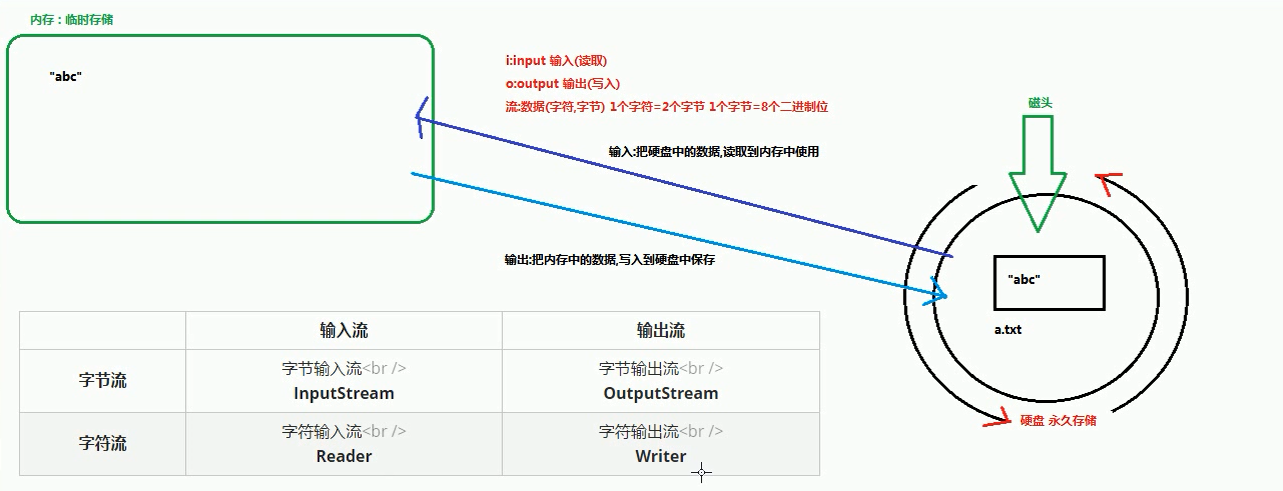 内存：临时存储
"abc"
i:input 输入(读取)
o:output 输出(写入)
流:数据(字符,字节) 1个字符=2个字节 1个字节=8个二进制位
磁头
输入:把硬盘中的数据,读取到内存中使用
输出:把内存中的数据,写入到硬盘中保存
"abc"
a.txt
硬盘 永久存储
输入流 输出流
字节流 字节输入流<br /> 字节输出流<br />
InputStream OutputStream
字符流 字符输入流<br /> 字符输出流<br />
Reader Writer